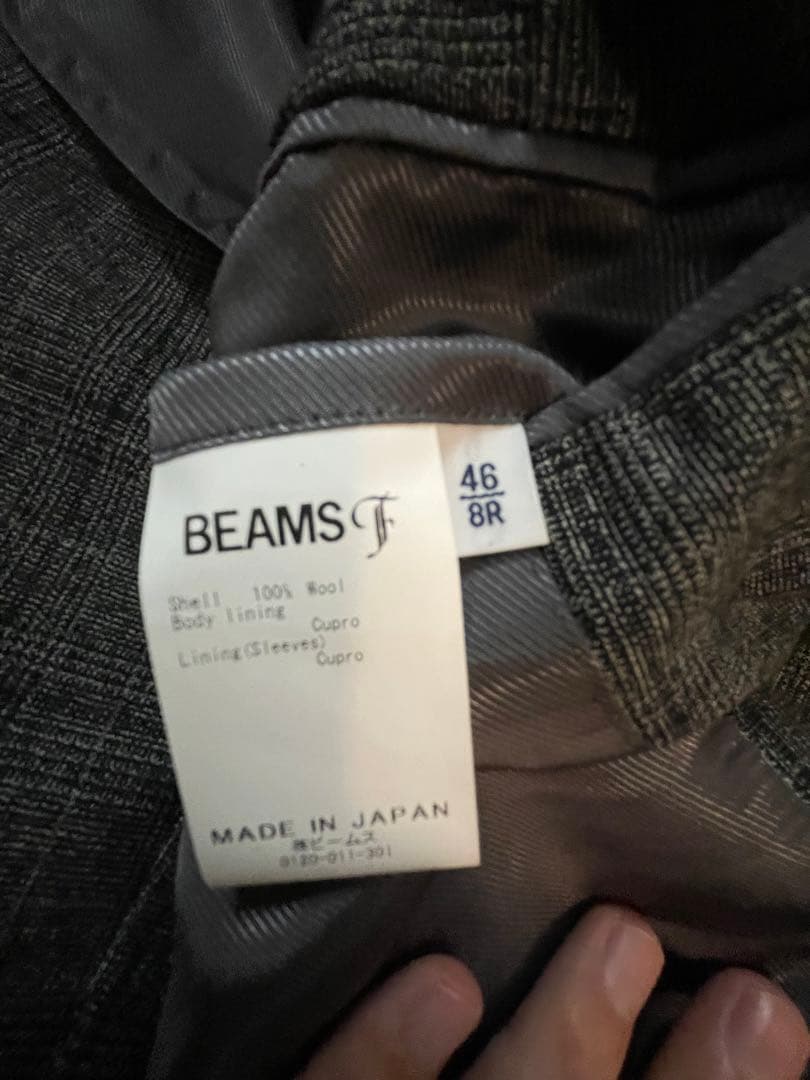 BEAMS F
46
8R
Shell 100% Wool
Body lining
Cupro
Lining(Sleeves)
Cupro
MADE IN JAPAN
㈱ビームス
0120-011-301